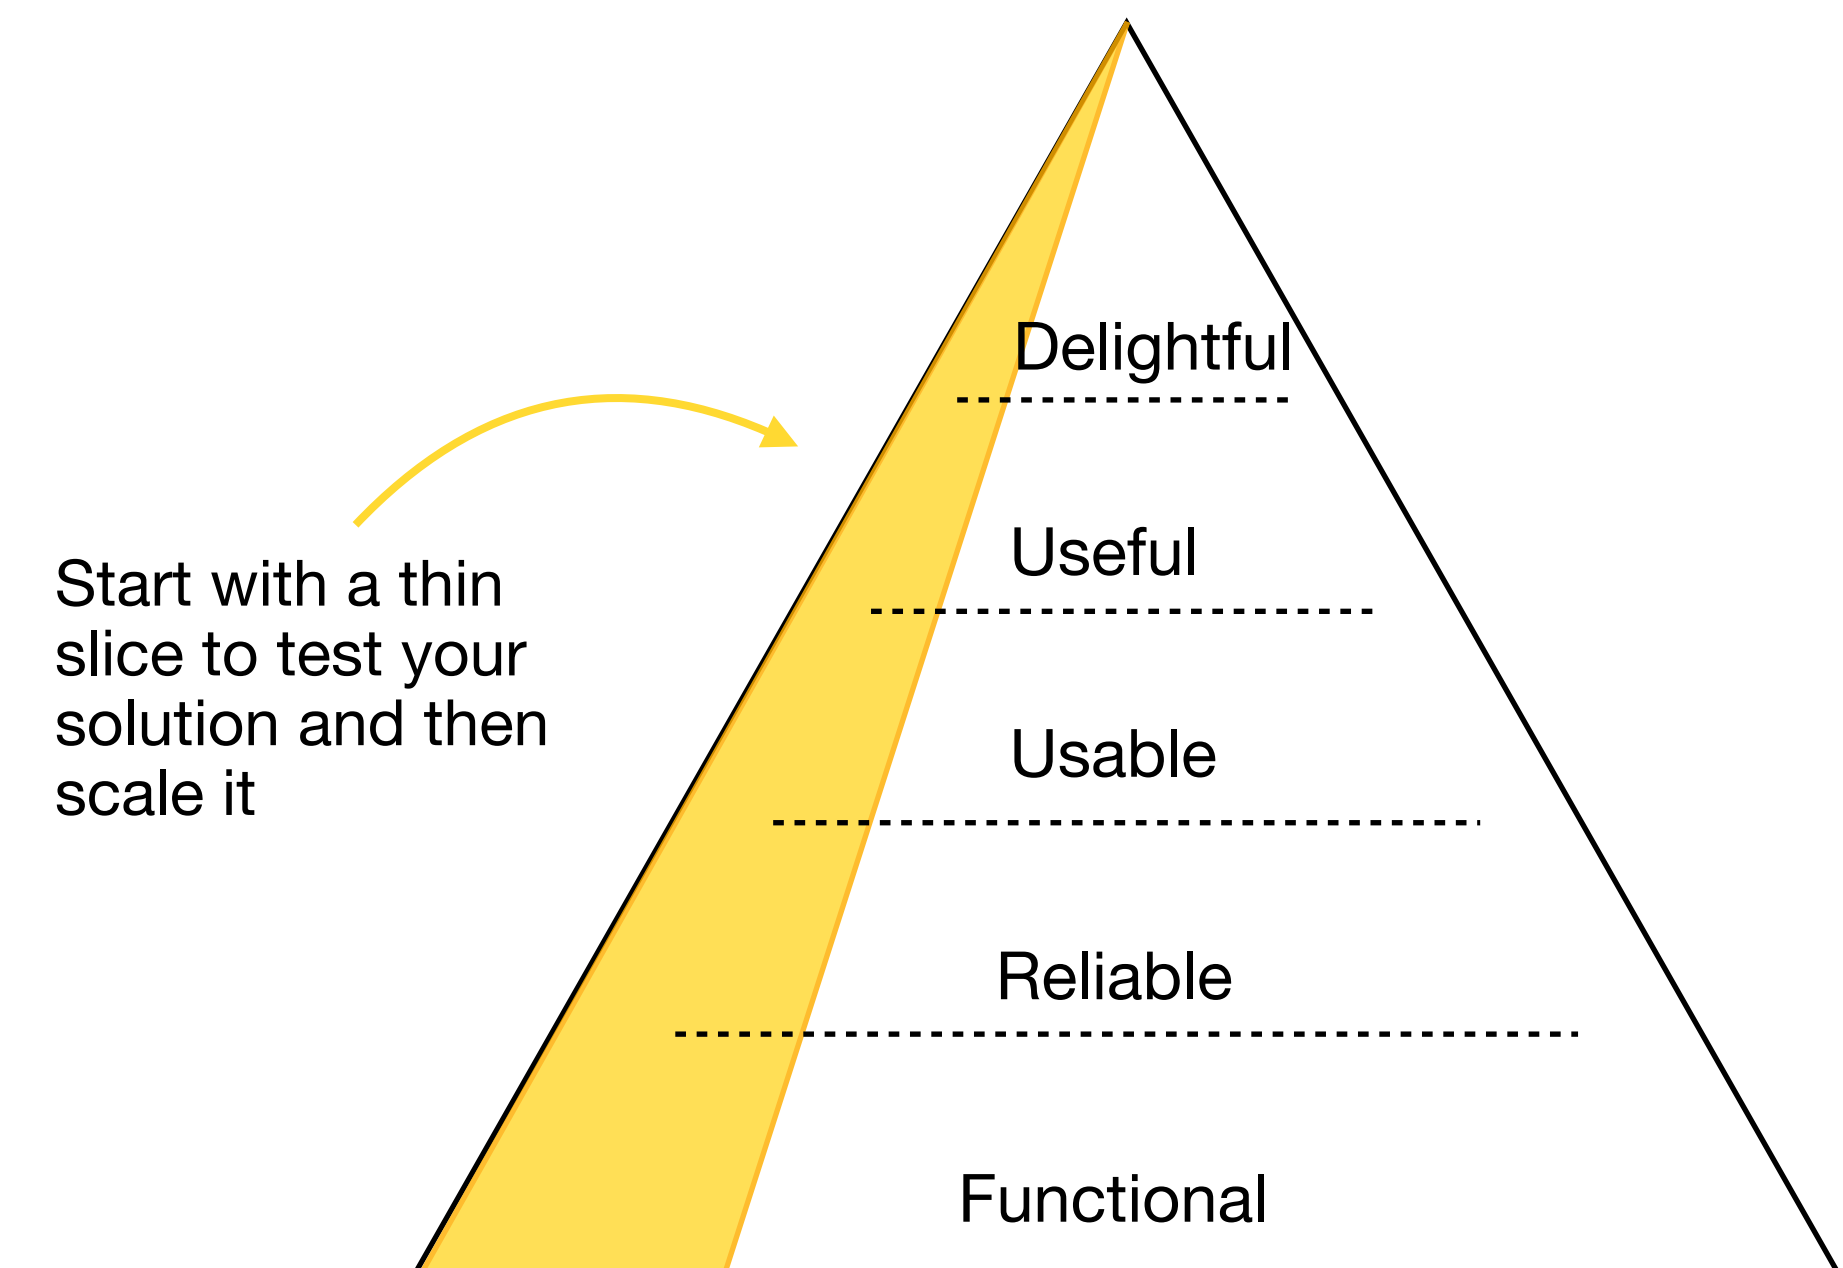 Delightful
Useful
Start with a thin
slice to test your
solution and then
scale it
Usable
Reliable
Functional